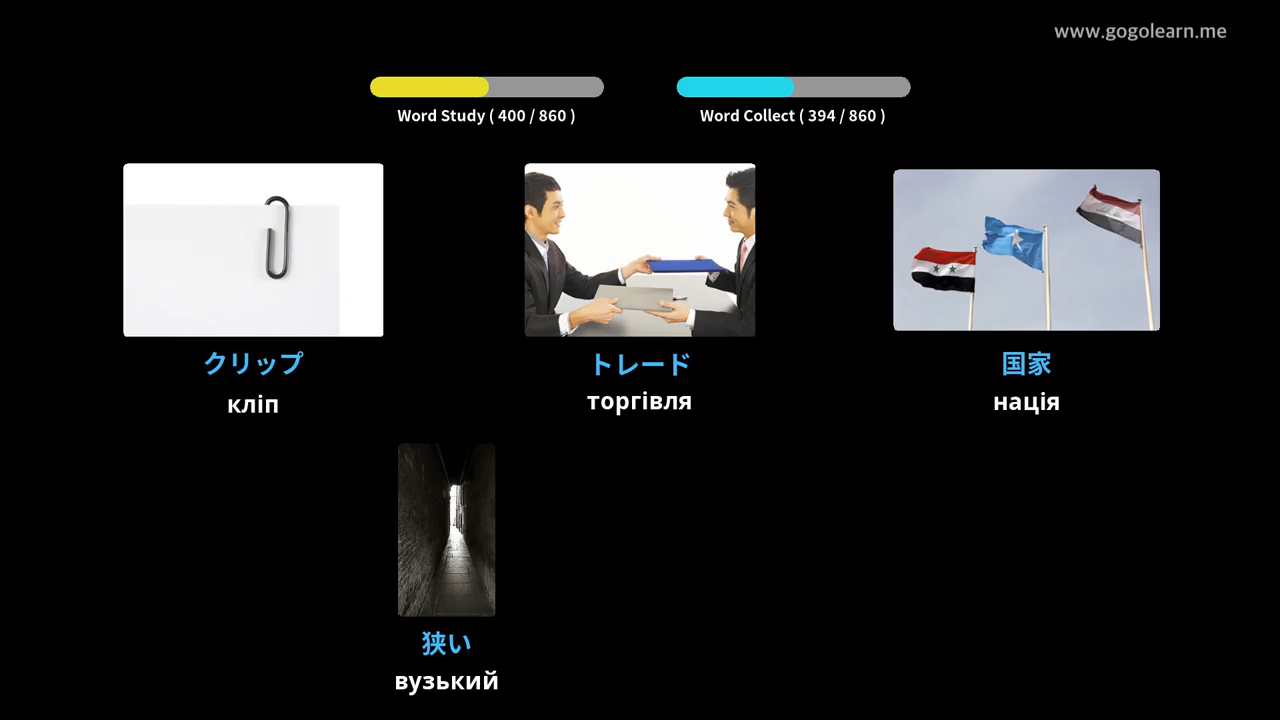 www.gogolearn.me
Word Study ( 400 / 860 )
Word Collect ( 394 / 860 )
クリップ
кліп
トレード
торгівля
国家
нація
狭い
вузький